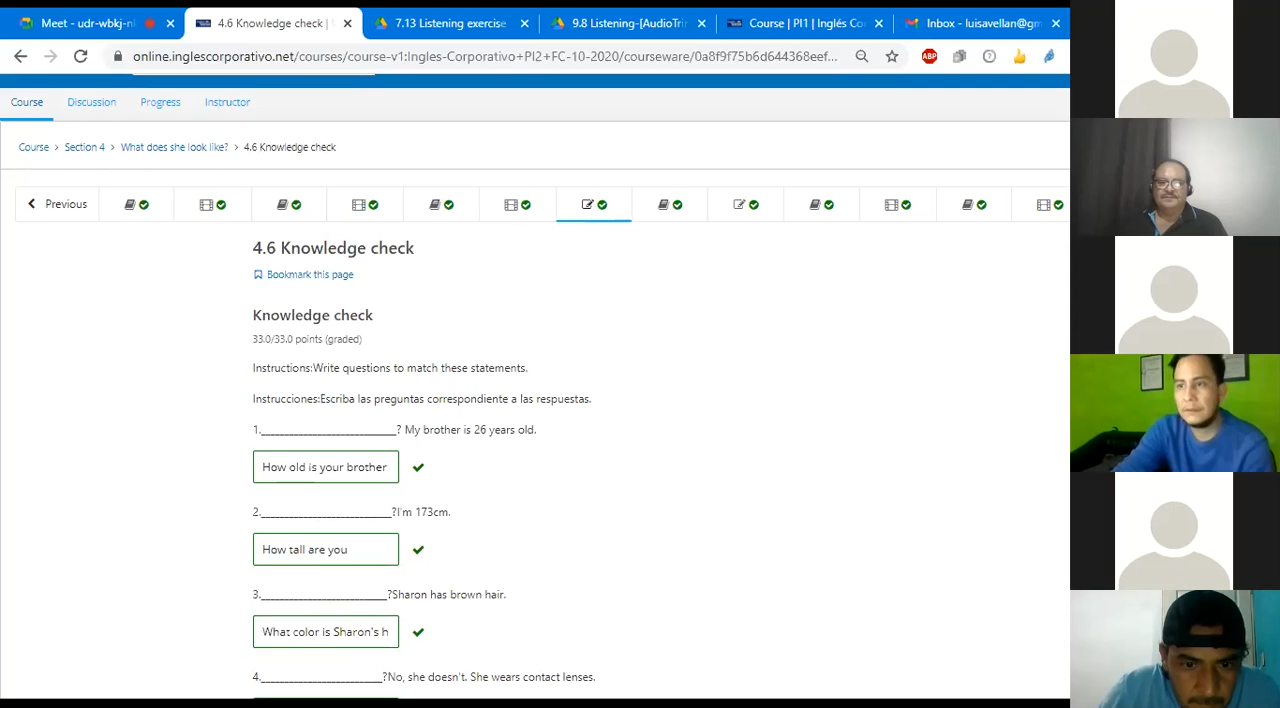 Meet - udr-wbkj-n
4.6 Knowledge check |
7.13 Listening exercise
9.8 Listening-[AudioTri
Course | PI1 | Inglés Co
Inbox - luisavellan@gm
online.inglescorporativo.net/courses/course-v1:Ingles-Corporativo+PI2+FC-10-2020/courseware/0a8f9f75b6d644368eef...
ABP
Course
Discussion
Progress
Instructor
Course > Section 4 > What does she look like? > 4.6 Knowledge check
Previous
4.6 Knowledge check
Bookmark this page
Knowledge check
33.0/33.0 points (graded)
Instructions:Write questions to match these statements.
Instrucciones:Escriba las preguntas correspondiente a las respuestas.
1.__________________________? My brother is 26 years old.
How old is your brother
2.__________________________?I'm 173cm.
How tall are you
3.__________________________?Sharon has brown hair.
What color is Sharon's h
4.__________________________?No, she doesn't. She wears contact lenses.